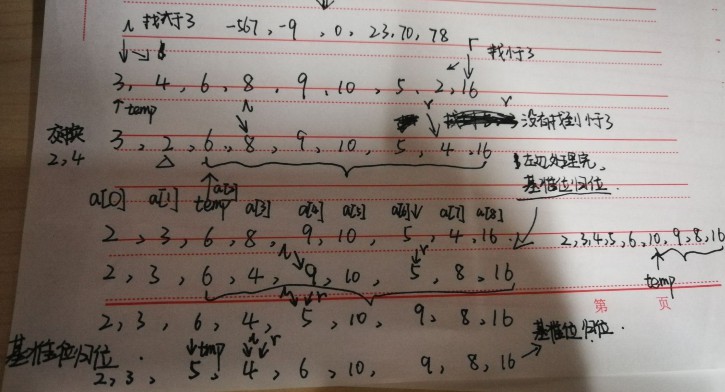 -567, -9, 0, 23, 70, 78
l 找大于3 r 找小于3
3, 4, 6, 8, 9, 10, 5, 2, 16
↑temp
交换 2,4
r 没有找到小于3
3, 2, 6, 8, 9, 10, 5, 4, 16
左边处理完,
基准位归位.
a[0] a[1] temp a[2] a[3] a[4] a[5] a[6] a[7] a[8]
2, 3, 6, 8, 9, 10, 5, 4, 16.
2,3,4,5,6,10,9,8,16
r
2, 3, 6, 4, 9, 10, 5, 8, 16
temp
r
第 页
2, 3, 6, 4, 5, 10, 9, 8, 16
基准位归位.
基准位归位.
tmp r
2, 3, 5, 4, 6, 10, 9, 8, 16